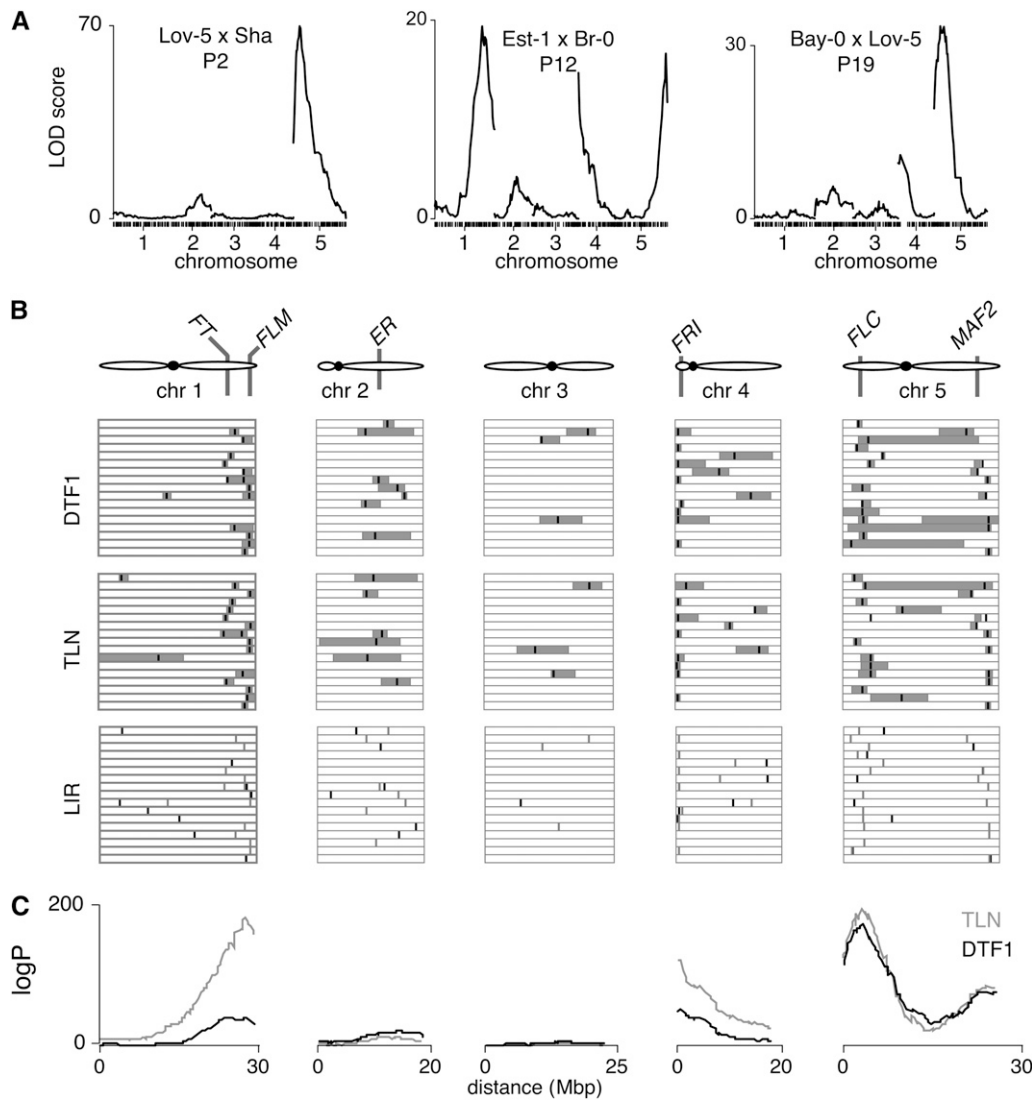 A
Lov-5 x Sha
P2
Est-1 x Br-0
P12
Bay-0 x Lov-5
P19
LOD score
70
0
20
0
30
0
1 2 3 4 5
chromosome
1 2 3 4 5
chromosome
1 2 3 4 5
chromosome
B
FT
FLM
ER
FRI
FLC
MAF2
chr 1
chr 2
chr 3
chr 4
chr 5
DTF1
TLN
LIR
C
200
logP
0
TLN
DTF1
0 30
0 20
0 25
0 20
0 30
distance (Mbp)